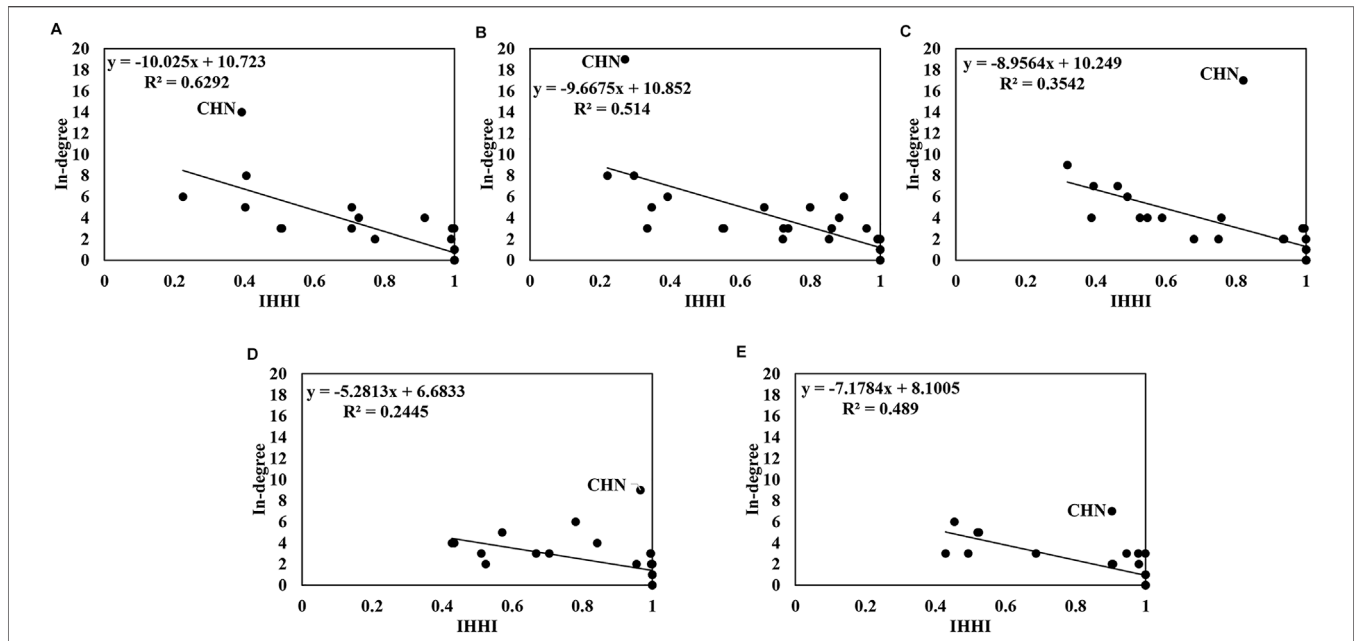 A
y = -10.025x + 10.723
R² = 0.6292
CHN
In-degree
20
18
16
14
12
10
8
6
4
2
0
0
0.2
0.4
0.6
0.8
1
IHHI
B
CHN
y = -9.6675x + 10.852
R² = 0.514
In-degree
20
18
16
14
12
10
8
6
4
2
0
0
0.2
0.4
0.6
0.8
1
IHHI
C
y = -8.9564x + 10.249
R² = 0.3542
CHN
In-degree
20
18
16
14
12
10
8
6
4
2
0
0
0.2
0.4
0.6
0.8
1
IHHI
D
y = -5.2813x + 6.6833
R² = 0.2445
CHN
In-degree
20
18
16
14
12
10
8
6
4
2
0
0
0.2
0.4
0.6
0.8
1
IHHI
E
y = -7.1784x + 8.1005
R² = 0.489
CHN
In-degree
20
18
16
14
12
10
8
6
4
2
0
0
0.2
0.4
0.6
0.8
1
IHHI